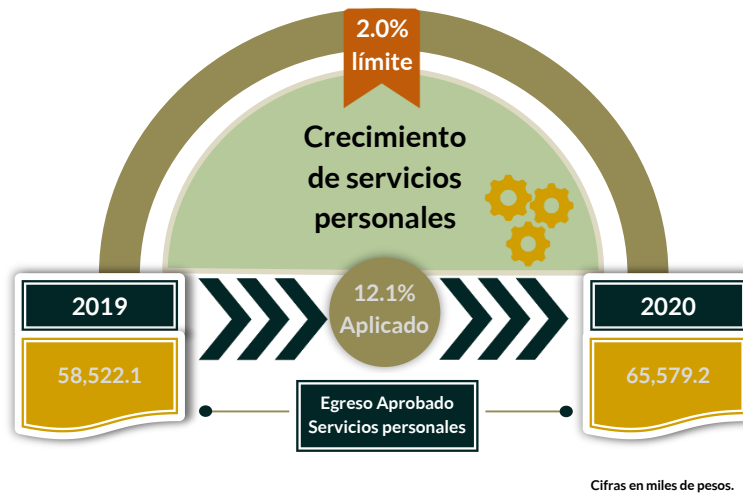 2.0%
límite
Crecimiento
de servicios
personales
2019
12.1%
Aplicado
2020
58,522.1
65,579.2
Egreso Aprobado
Servicios personales
Cifras en miles de pesos.